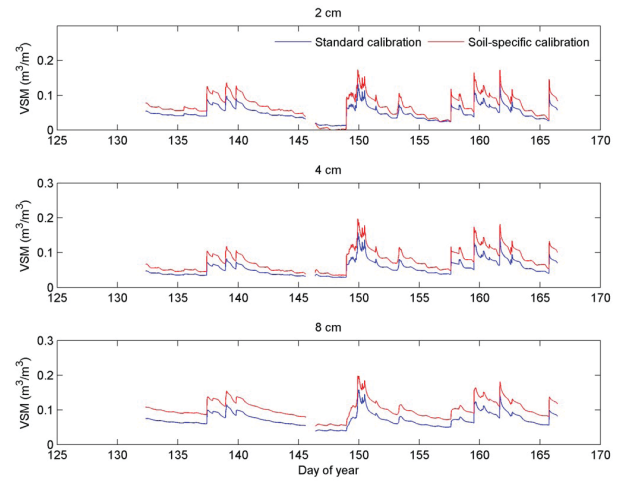 2 cm
Standard calibration Soil-specific calibration
VSM (m³/m³)
0.2
0.1
0
125 130 135 140 145 150 155 160 165 170
4 cm
VSM (m³/m³)
0.3
0.2
0.1
0
125 130 135 140 145 150 155 160 165 170
8 cm
VSM (m³/m³)
0.3
0.2
0.1
0
125 130 135 140 145 150 155 160 165 170
Day of year